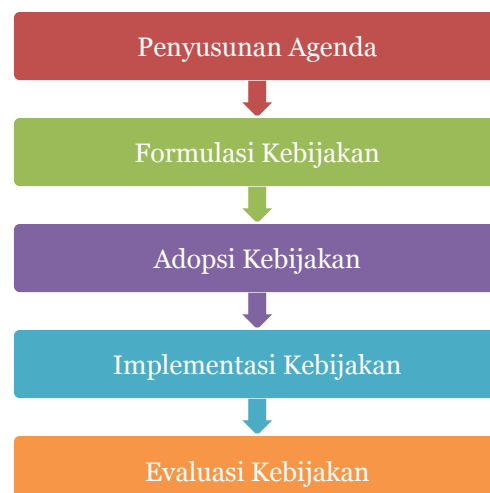 Penyusunan Agenda
Formulasi Kebijakan
Adopsi Kebijakan
Implementasi Kebijakan
Evaluasi Kebijakan